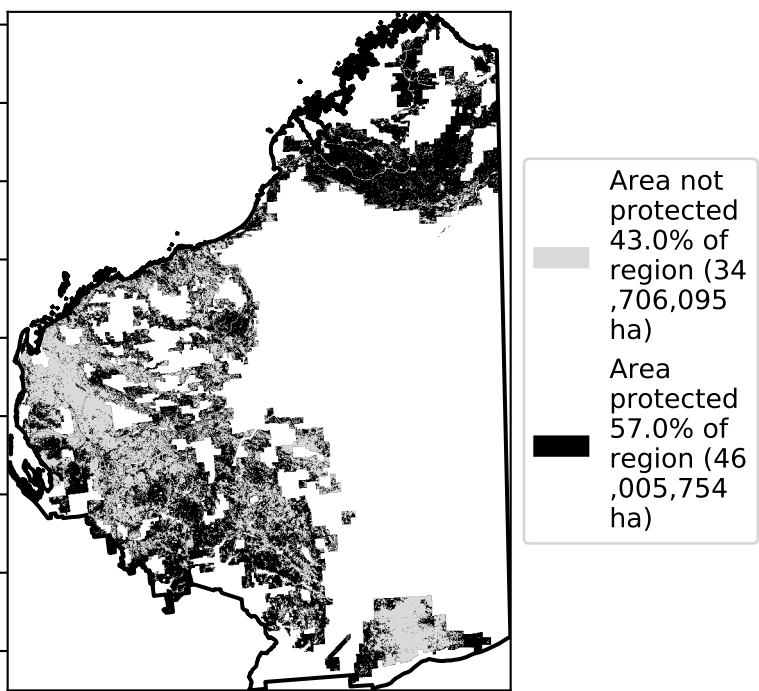 Area not
protected
43.0% of
region (34
,706,095
ha)
Area
protected
57.0% of
region (46
,005,754
ha)